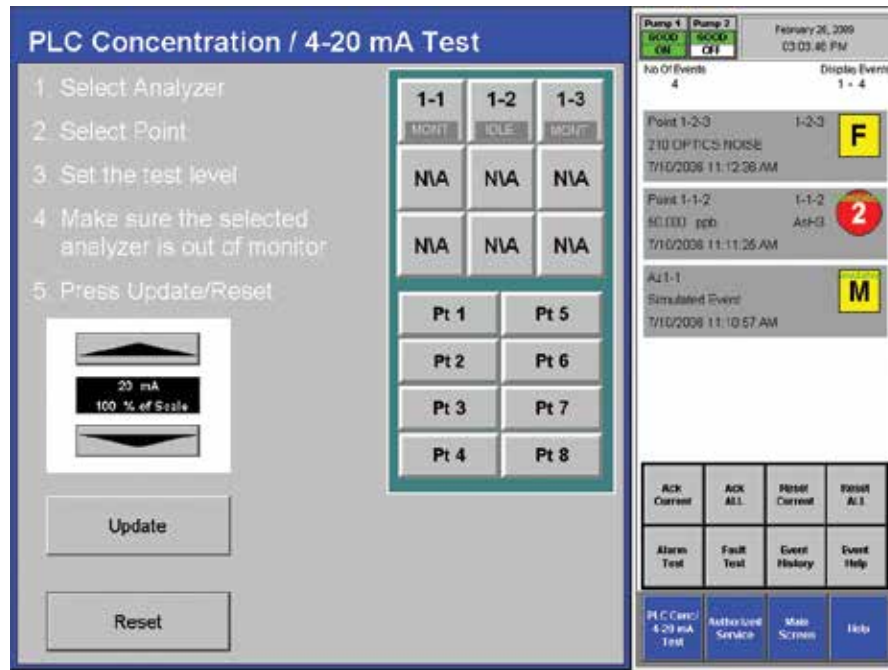 PLC Concentration / 4-20 mA Test
1 Select Analyzer
2 Select Point
3 Set the test level
4 Make sure the selected
analyzer is out of monitor
5 Press Update/Reset
20 mA
100 % of Scale
Update
Reset
1-1 1-2 1-3
MONT IDLE MONT
N\A N\A N\A
N\A N\A N\A
Pt 1 Pt 5
Pt 2 Pt 6
Pt 3 Pt 7
Pt 4 Pt 8
Pump 1 Pump 2
GOOD GOOD
ON OFF
February 26, 2009
03:03:46 PM
No Of Events Display Events
4 1 - 4
Point 1-2-3 1-2-3
210 OPTICS NOISE
7/10/2008 11:12:36 AM
F
Point 1-1-2 1-1-2
ppb AsH3
7/10/2008 11:11:26 AM
2
Az1-1
Simulated Event
7/10/2008 11:10:57 AM
M
Ack Current
Ack ALL
Reset Current
Reset ALL
Alarm Test
Fault Test
Event History
Event Help
PLC Conc/
4-20 mA
Test
Authorized
Service
Main
Screen
Help